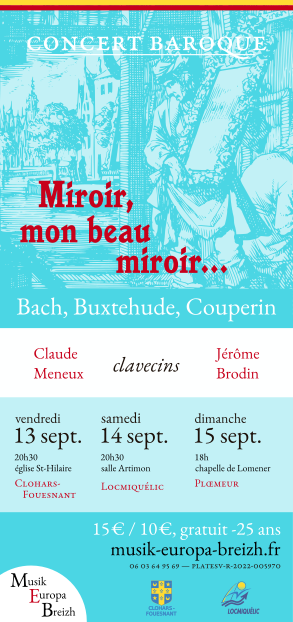 CONCERT BAROQUE
Miroir,
mon beau
miroir...
Bach, Buxtehude, Couperin
Claude
Meneux
clavecins
Jérôme
Brodin
vendredi
13 sept.
20h30
église St-Hilaire
Clohars-
Fouesnant
samedi
14 sept.
20h30
salle Artimon
Locmiquélic
dimanche
15 sept.
18h
chapelle de Lomener
Plœmeur
15 € / 10 €, gratuit -25 ans
musik-europa-breizh.fr
06 03 64 95 69 — PLATESV-R-2022-005970
Musik
Europa
Breizh
CLOHARS-
FOUESNANT
LOCMIQUÉLIC